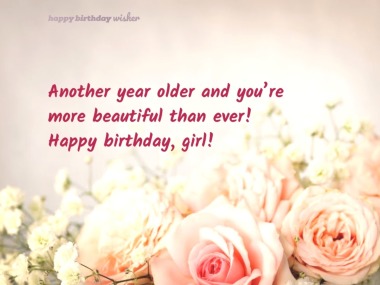 happy birthday wisher
Another year older and you're
more beautiful than ever!
Happy birthday, girl!